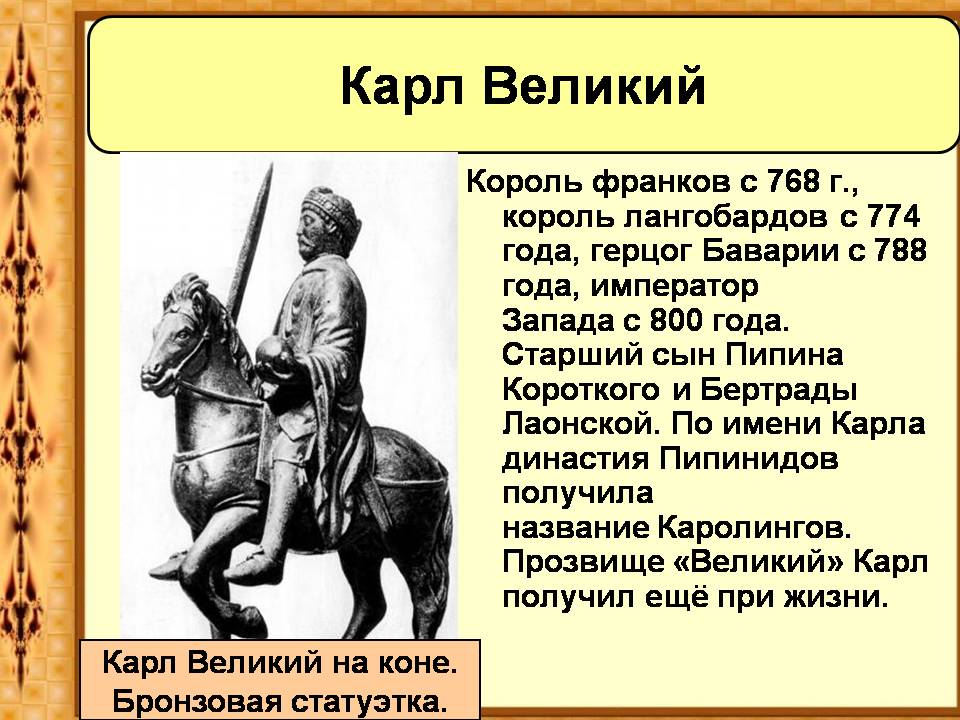 Карл Великий
Король франков с 768 г.,
король лангобардов с 774
года, герцог Баварии с 788
года, император
Запада с 800 года.
Старший сын Пипина
Короткого и Бертрады
Лаонской. По имени Карла
династия Пипинидов
получила
название Каролингов.
Прозвище «Великий» Карл
получил ещё при жизни.
Карл Великий на коне.
Бронзовая статуэтка.